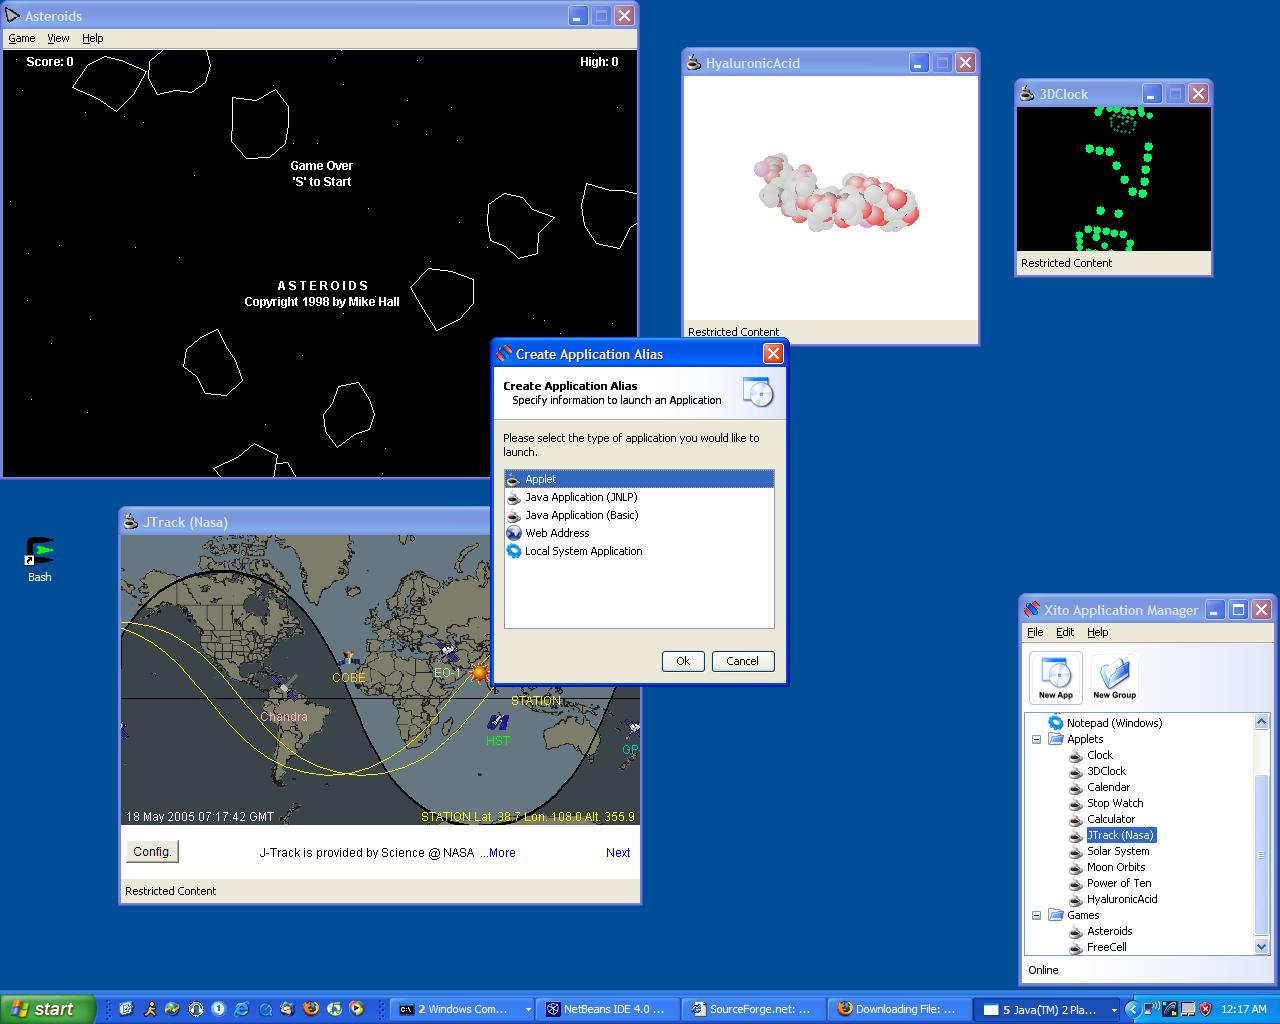 Asteroids
Game View Help
Score: 0
High: 0
Game Over
'S' to Start
A S T E R O I D S
Copyright 1998 by Mike Hall
HyaluronicAcid
Restricted Content
3DClock
Restricted Content
Create Application Alias
Create Application Alias
Specify information to launch an Application
Please select the type of application you would like to
launch.
Applet
Java Application (JNLP)
Java Application (Basic)
Web Address
Local System Application
Ok
Cancel
Bash
JTrack (Nasa)
COBE
EO-1
Chandra
STATION
HST
GP
18 May 2005 07:17:42 GMT
STATION Lat. 38.7 Lon. 108.0 Alt. 355.9
Config.
J-Track is provided by Science @ NASA ...More
Next
Restricted Content
Xito Application Manager
File Edit Help
New App
New Group
Notepad (Windows)
Applets
Clock
3DClock
Calendar
Stop Watch
Calculator
JTrack (Nasa)
Solar System
Moon Orbits
Power of Ten
HyaluronicAcid
Games
Asteroids
FreeCell
Online
start
2 Windows Com...
NetBeans IDE 4.0 ...
SourceForge.net: ...
Downloading File: ...
5 Java(TM) 2 Pla...
12:17 AM